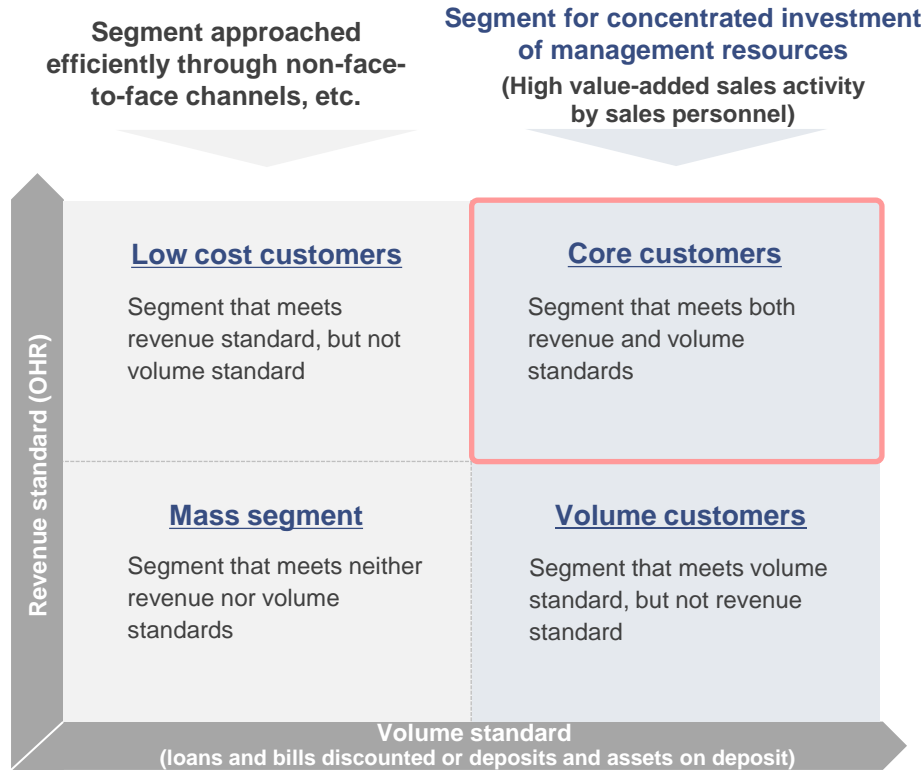 Segment approached
efficiently through non-face-
to-face channels, etc.
Segment for concentrated investment
of management resources
(High value-added sales activity
by sales personnel)
Revenue standard (OHR)
Low cost customers
Segment that meets
revenue standard, but not
volume standard
Core customers
Segment that meets both
revenue and volume
standards
Mass segment
Segment that meets neither
revenue nor volume
standards
Volume customers
Segment that meets volume
standard, but not revenue
standard
Volume standard
(loans and bills discounted or deposits and assets on deposit)